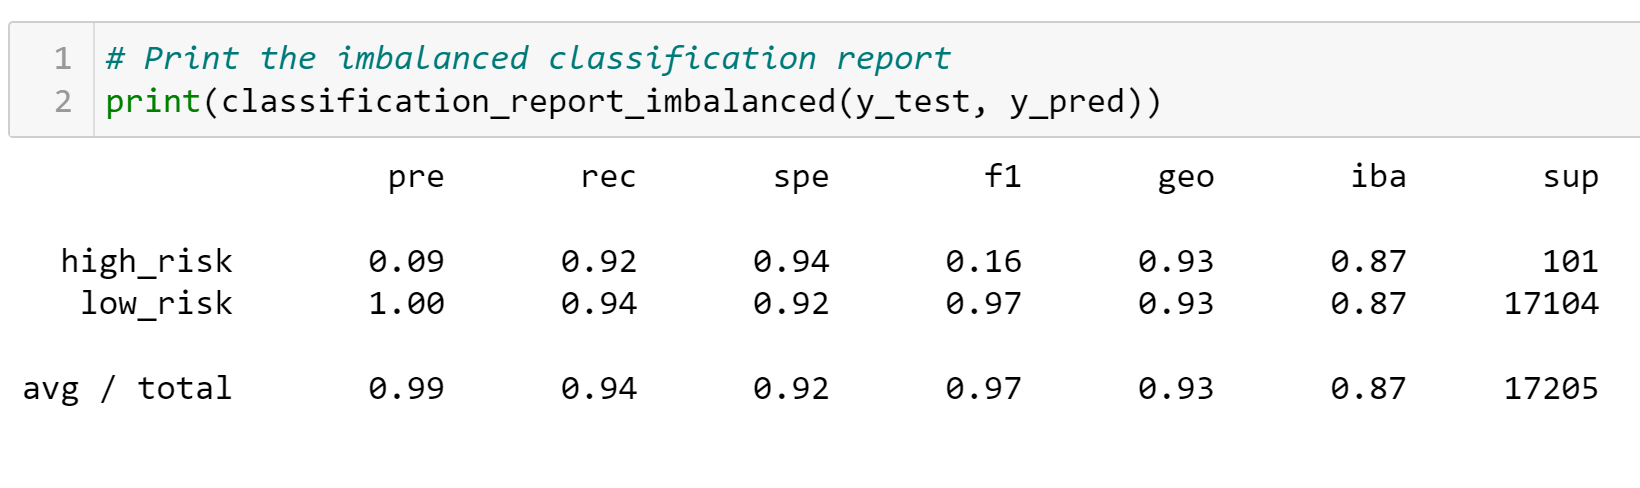 1 # Print the imbalanced classification report
2 print(classification_report_imbalanced(y_test, y_pred))
pre rec spe f1 geo iba sup
high_risk 0.09 0.92 0.94 0.16 0.93 0.87 101
low_risk 1.00 0.94 0.92 0.97 0.93 0.87 17104
avg / total 0.99 0.94 0.92 0.97 0.93 0.87 17205